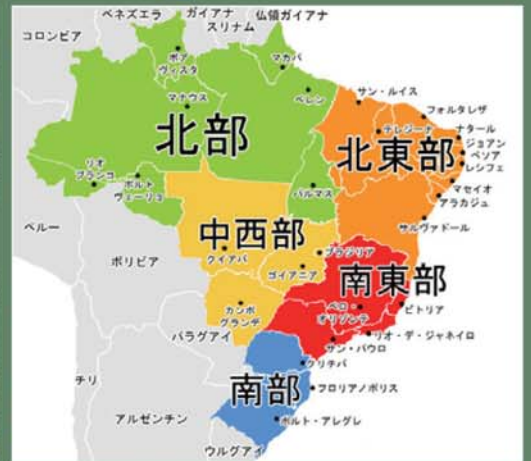 ベネズエラ
ガイアナ
仏領ガイアナ
スリナム
コロンビア
ボア
ヴィスタ
マカパ
マナウス
ベレン
サン・ルイス
フォルタレザ
北部
テレジーナ
ナタール
北東部
ジョアン
ペソア
レシフェ
リオ
ブランコ
ポルト
ヴェーリョ
パルマス
マセイオ
アラカジュ
サルヴァドール
ペルー
中西部
クイアバ
ブラジリア
ボリビア
ゴイアニア
南東部
カンポ
グランデ
ベロ
オリゾンテ
ビトリア
パラグアイ
リオ・デ・ジャネイロ
サン・パウロ
クリチバ
チリ
南部
フロリアノポリス
アルゼンチン
ポルト・アレグレ
ウルグアイ